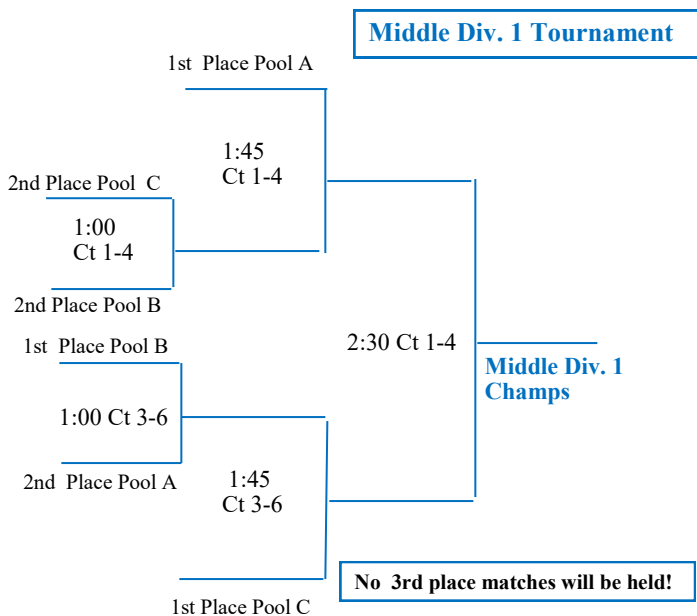 Middle Div. 1 Tournament
1st  Place Pool A
1:45
Ct 1-4
2nd Place Pool  C
1:00
Ct 1-4
2nd Place Pool B
1st  Place Pool B
2:30 Ct 1-4
Middle Div. 1
Champs
1:00 Ct 3-6
2nd  Place Pool A
1:45
Ct 3-6
No  3rd place matches will be held!
1st Place Pool C